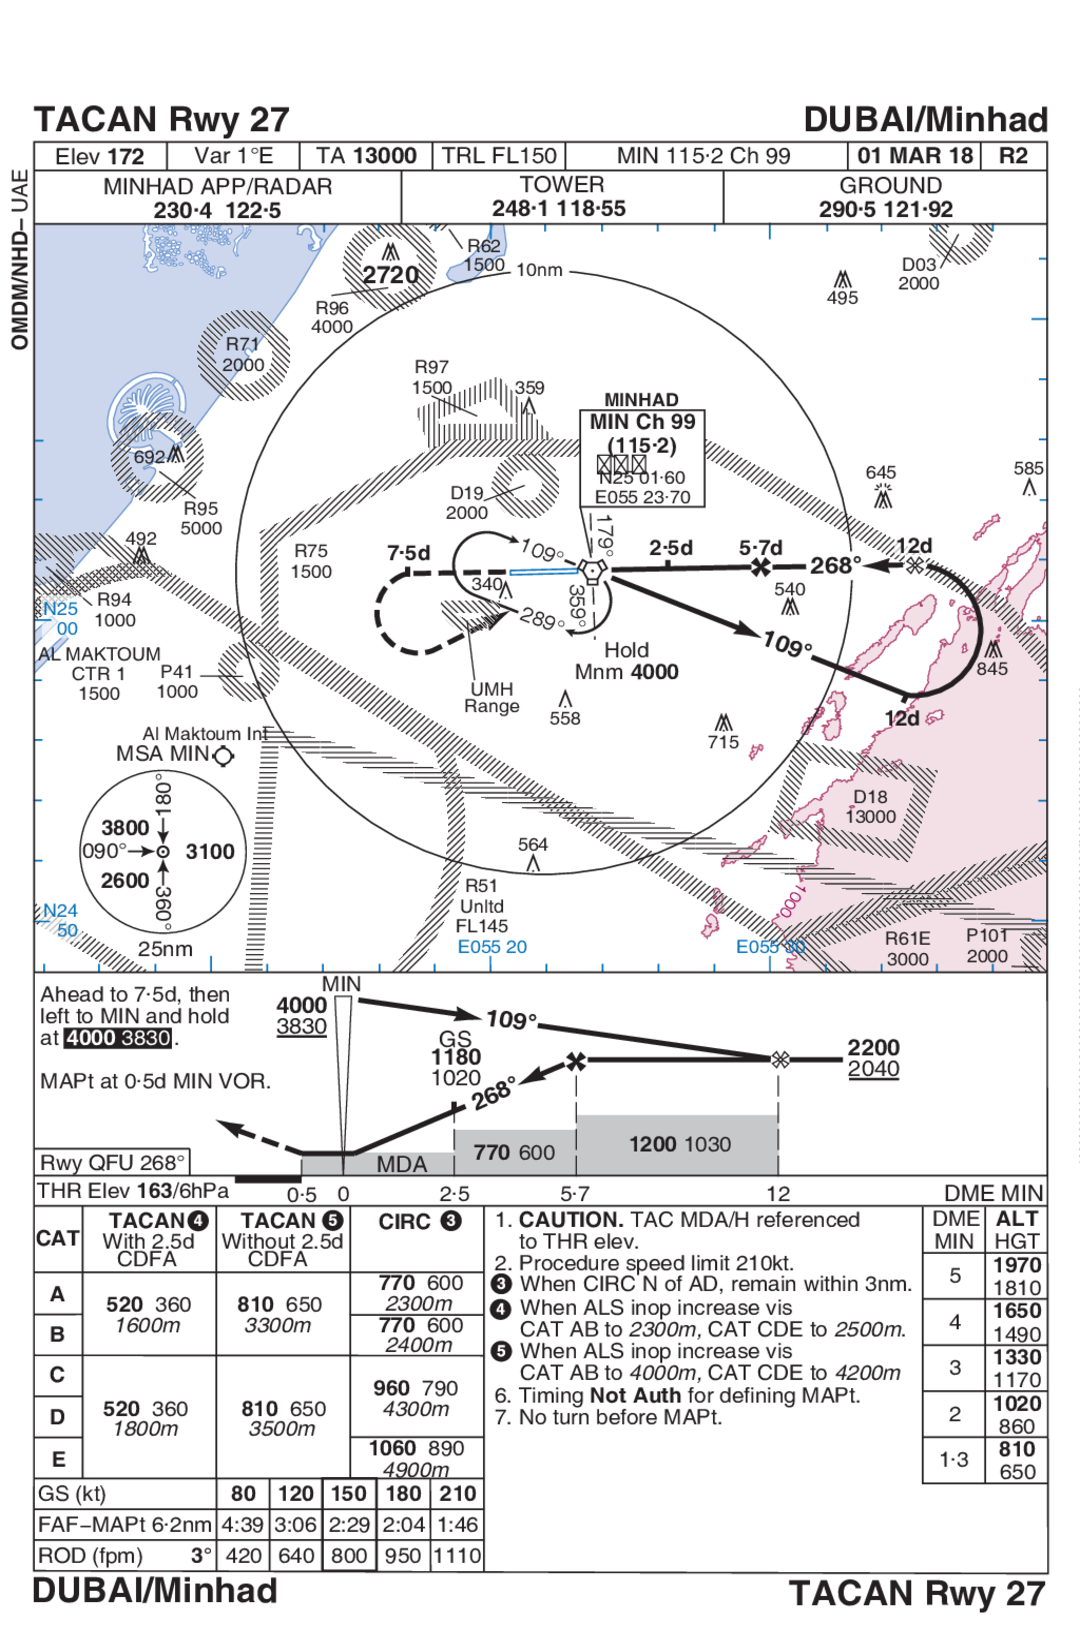 TACAN Rwy 27
DUBAI/Minhad
Elev 172
Var 1°E
TA 13000
TRL FL150
MIN 115·2 Ch 99
01 MAR 18
R2
MINHAD APP/RADAR
230·4 122·5
TOWER
248·1 118·55
GROUND
290·5 121·92
OMDM/NHD– UAE
R62
1500
10nm
2720
R96
4000
D03
2000
495
R71
2000
R97
1500
359
MINHAD
MIN Ch 99
(115·2)
N25 01·60
E055 23·70
692
R95
5000
D19
2000
645
585
492
R75
1500
7·5d
109°
179°
2·5d
5·7d
268°
12d
340
289°
359°
540
R94
1000
N25
00
109°
845
AL MAKTOUM
CTR 1
1500
P41
1000
UMH
Range
Hold
Mnm 4000
558
715
12d
Al Maktoum Int
MSA MIN
180°
3800
090°
3100
2600
360°
25nm
D18
13000
564
R51
Unltd
FL145
E055 20
1000
E055 30
R61E
3000
P101
2000
N24
50
Ahead to 7·5d, then
left to MIN and hold
at 4000 3830.
MAPt at 0·5d MIN VOR.
MIN
4000
3830
109°
GS
1180
1020
268°
2200
2040
770 600
1200 1030
MDA
Rwy QFU 268°
THR Elev 163/6hPa
0·5
0
2·5
5·7
12
DME MIN
CAT
TACAN 4
With 2.5d
CDFA
TACAN 5
Without 2.5d
CDFA
CIRC 3
A
B
520 360
1600m
810 650
3300m
770 600
2300m
770 600
2400m
C
D
E
520 360
1800m
810 650
3500m
960 790
4300m
1060 890
4900m
1. CAUTION. TAC MDA/H referenced
to THR elev.
2. Procedure speed limit 210kt.
3 When CIRC N of AD, remain within 3nm.
4 When ALS inop increase vis
CAT AB to 2300m, CAT CDE to 2500m.
5 When ALS inop increase vis
CAT AB to 4000m, CAT CDE to 4200m
6. Timing Not Auth for defining MAPt.
7. No turn before MAPt.
DME
MIN
ALT
HGT
5
1970
1810
4
1650
1490
3
1330
1170
2
1020
860
1·3
810
650
GS (kt) 80 120 150 180 210
FAF–MAPt 6·2nm 4:39 3:06 2:29 2:04 1:46
ROD (fpm) 3° 420 640 800 950 1110
DUBAI/Minhad
TACAN Rwy 27